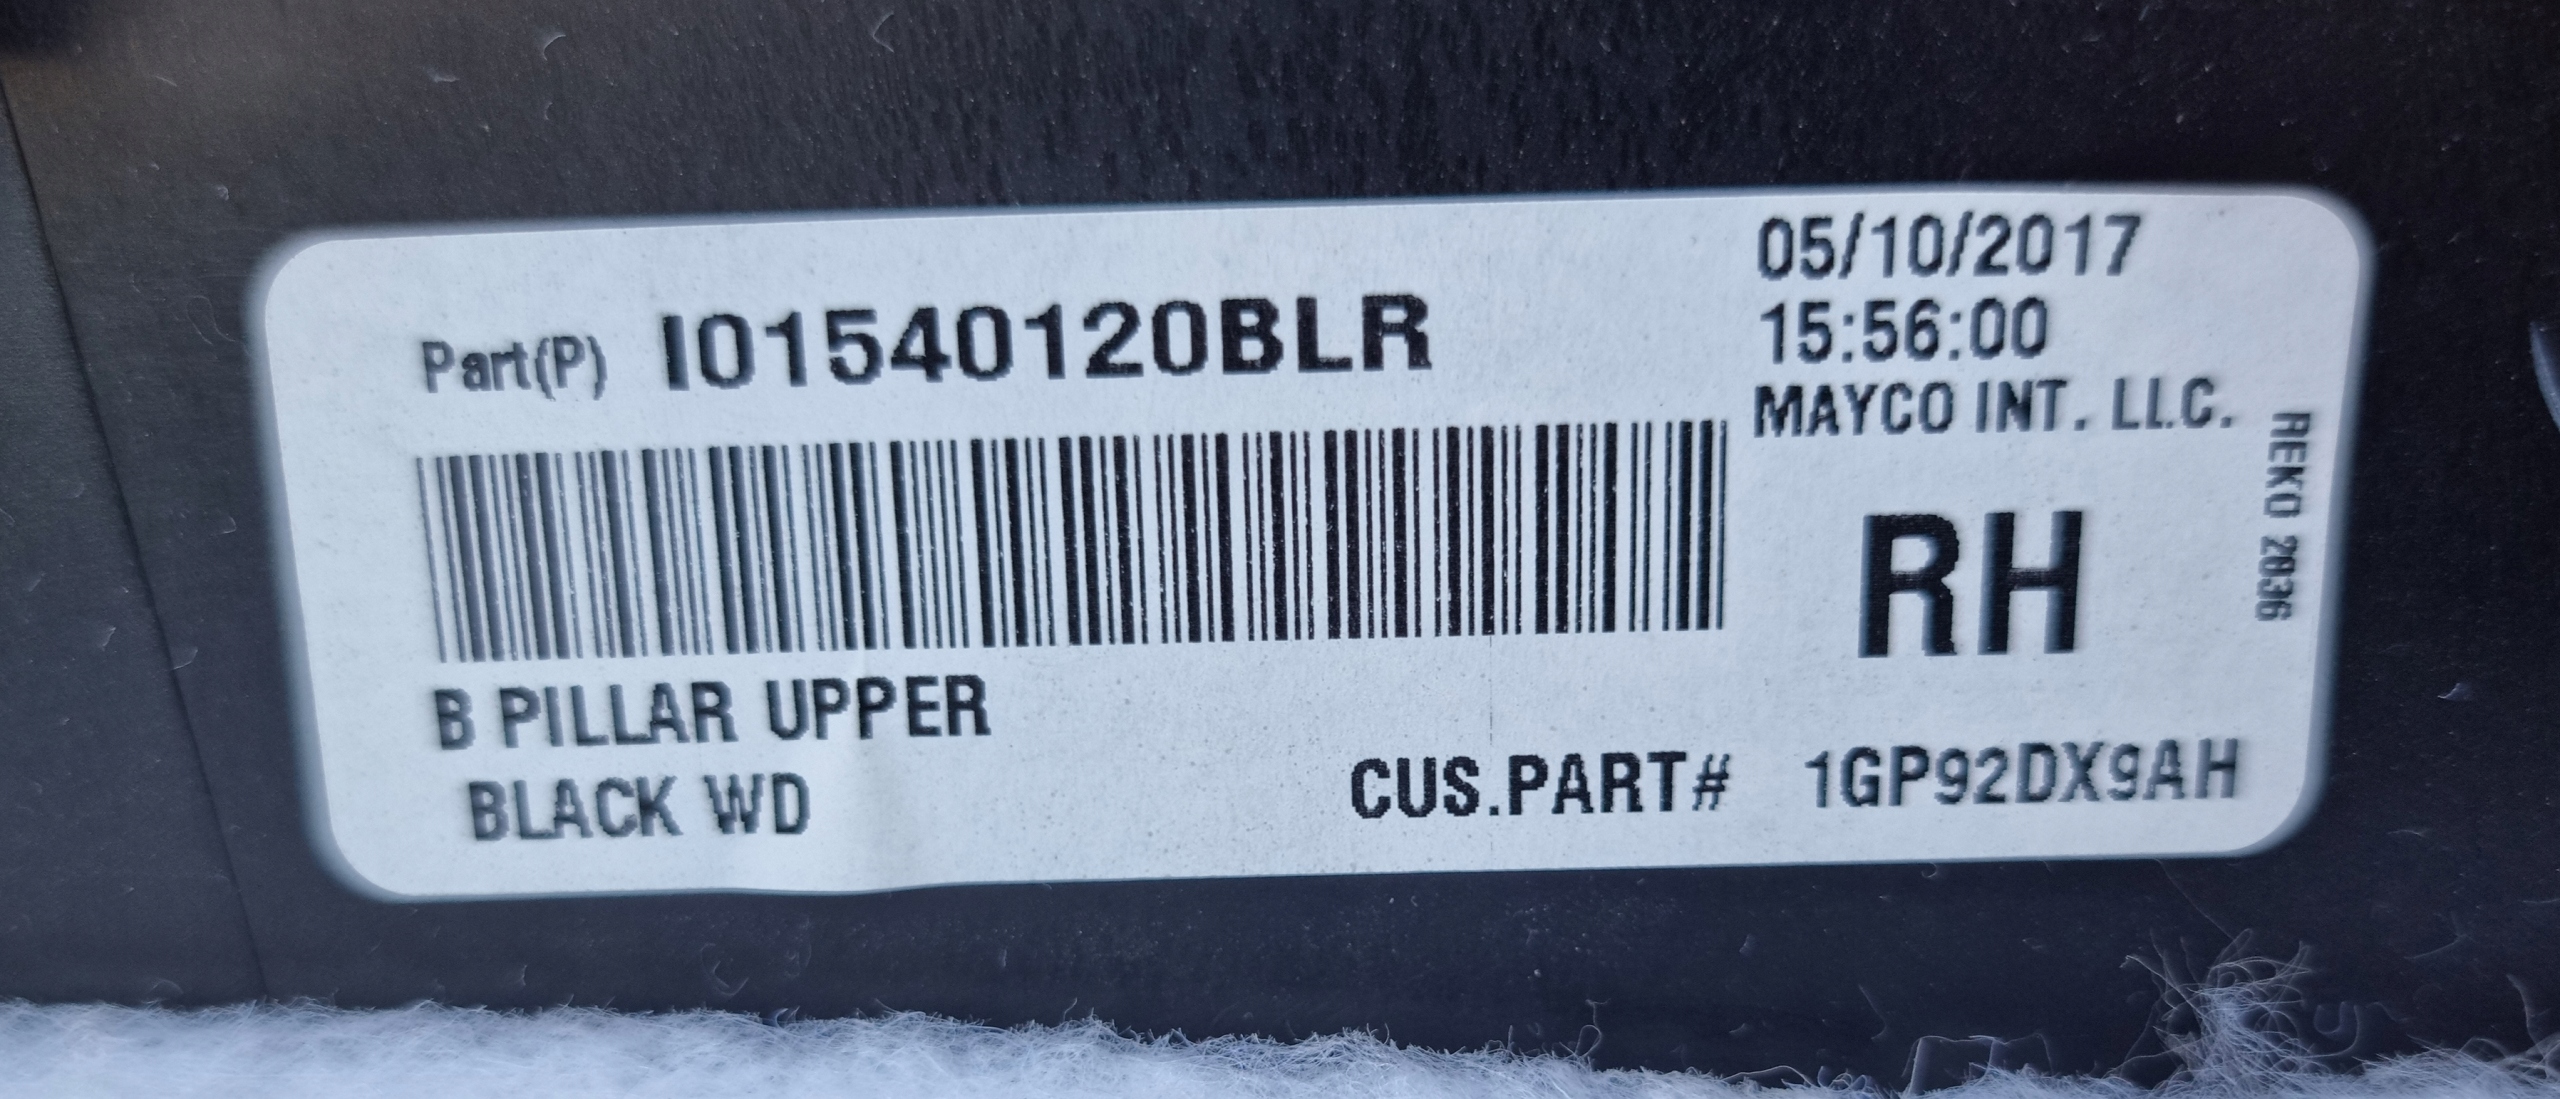 05/10/2017
Part(P) I01540120BLR
15:56:00
MAYCO INT. LLC.
REKO 2036
RH
B PILLAR UPPER
BLACK WD
CUS.PART# 1GP92DX9AH